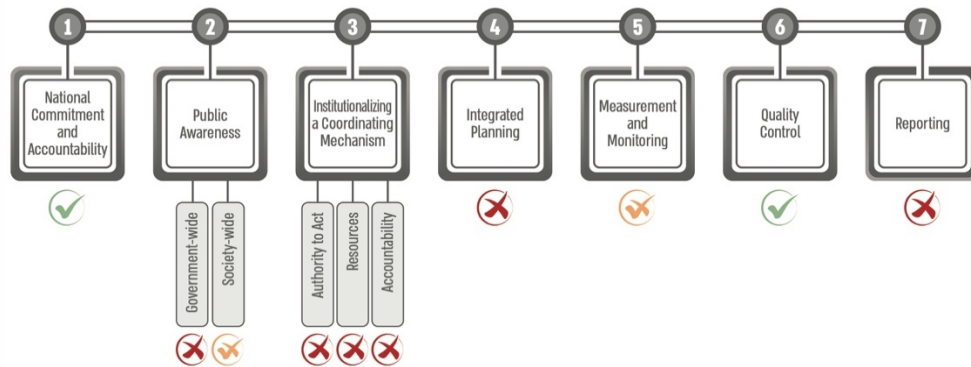 1
2
3
4
5
6
7
National
Commitment
and
Accountability
Public
Awareness
Institutionalizing
a Coordinating
Mechanism
Integrated
Planning
Measurement
and
Monitoring
Quality
Control
Reporting
Government-wide
Society-wide
Authority to Act
Resources
Accountability